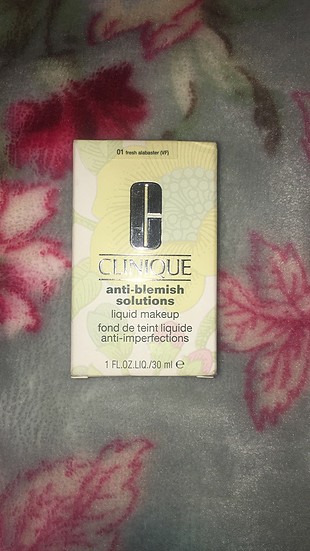 01 fresh alabaster (VF)
CLINIQUE
anti-blemish
solutions
liquid makeup
fond de teint liquide
anti-imperfections
1 FL.OZ.LIQ./30 ml ℮